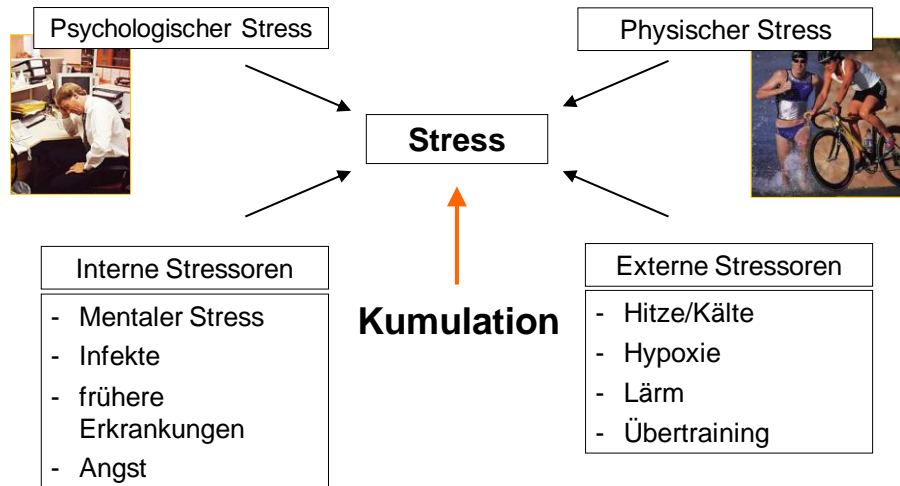 Psychologischer Stress
Physischer Stress
Stress
Interne Stressoren
- Mentaler Stress
- Infekte
- frühere
Erkrankungen
- Angst
Kumulation
Externe Stressoren
- Hitze/Kälte
- Hypoxie
- Lärm
- Übertraining